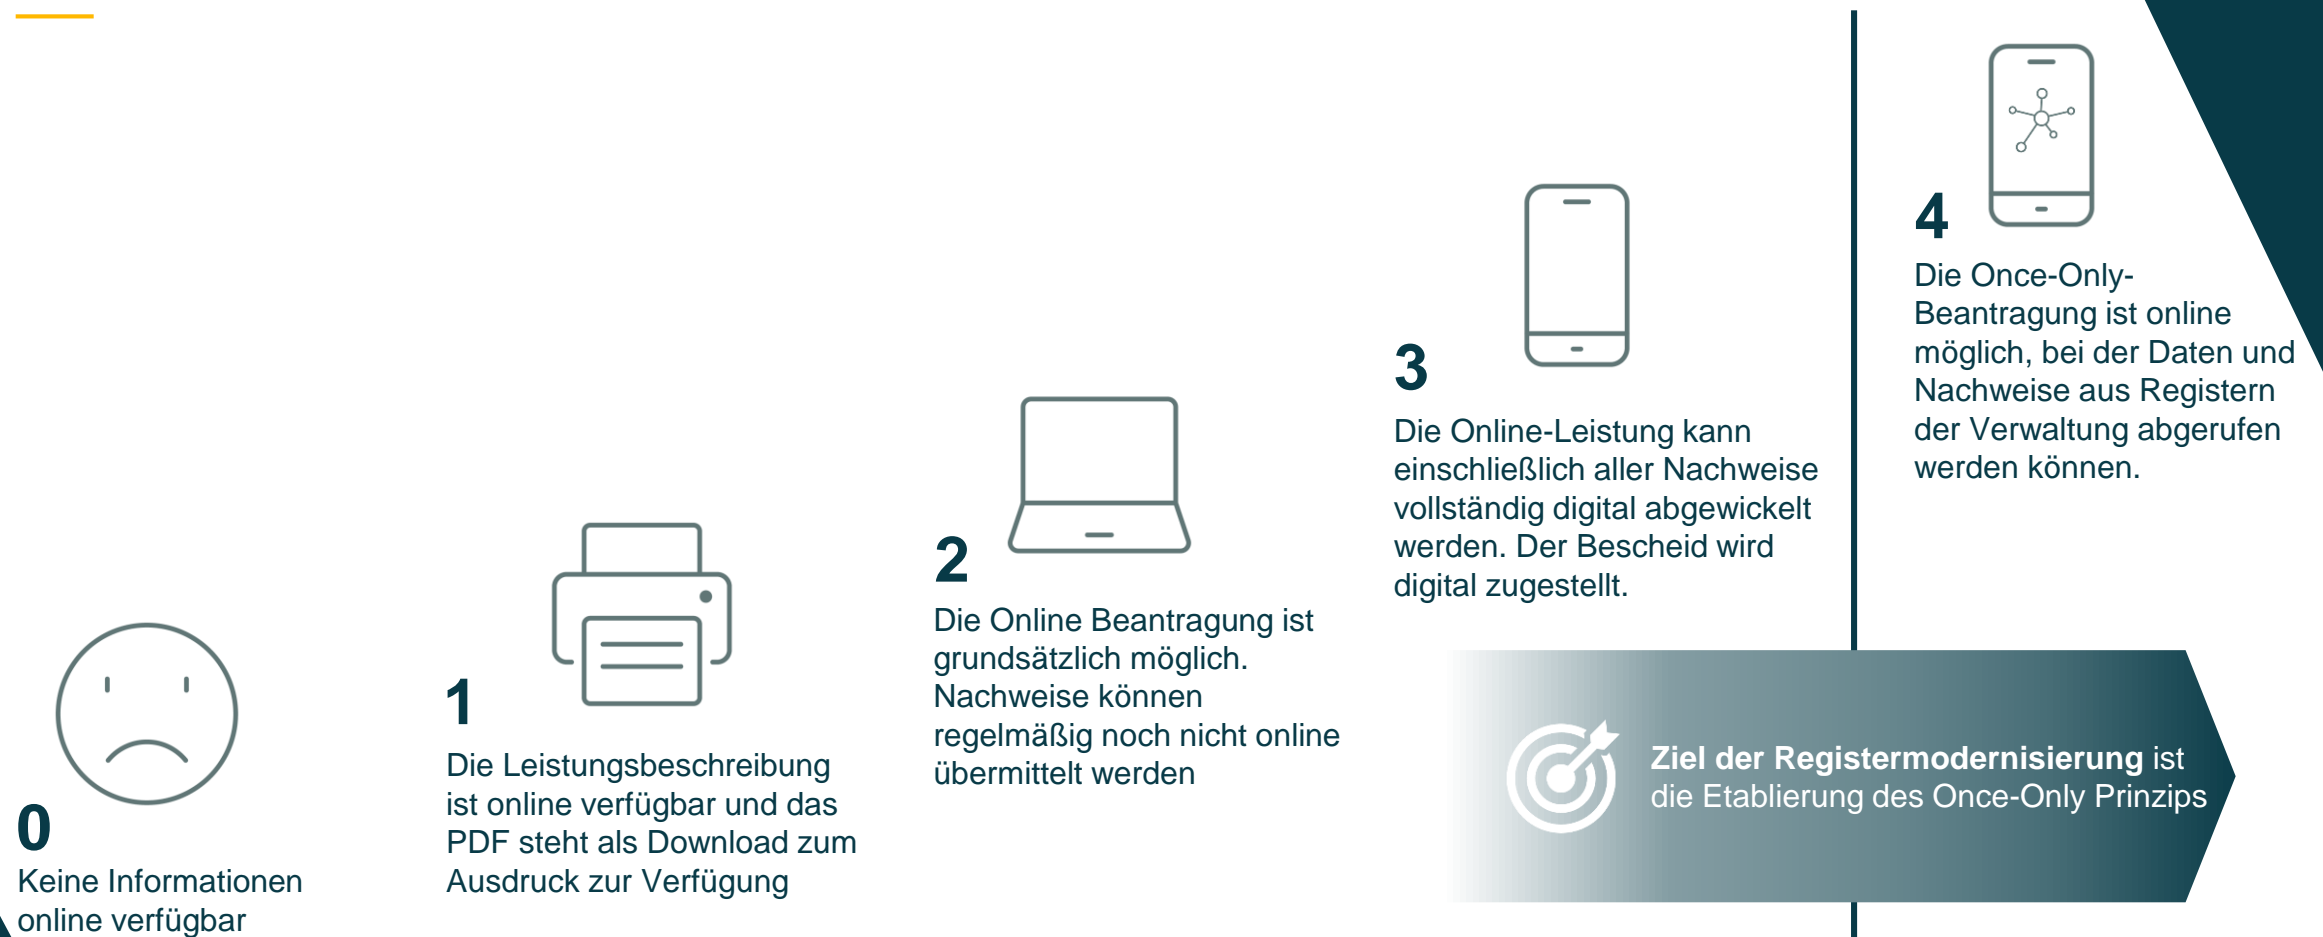 0
Keine Informationen
online verfügbar
1
Die Leistungsbeschreibung
ist online verfügbar und das
PDF steht als Download zum
Ausdruck zur Verfügung
2
Die Online Beantragung ist
grundsätzlich möglich.
Nachweise können
regelmäßig noch nicht online
übermittelt werden
3
Die Online-Leistung kann
einschließlich aller Nachweise
vollständig digital abgewickelt
werden. Der Bescheid wird
digital zugestellt.
4
Die Once-Only-
Beantragung ist online
möglich, bei der Daten und
Nachweise aus Registern
der Verwaltung abgerufen
werden können.
Ziel der Registermodernisierung ist
die Etablierung des Once-Only Prinzips